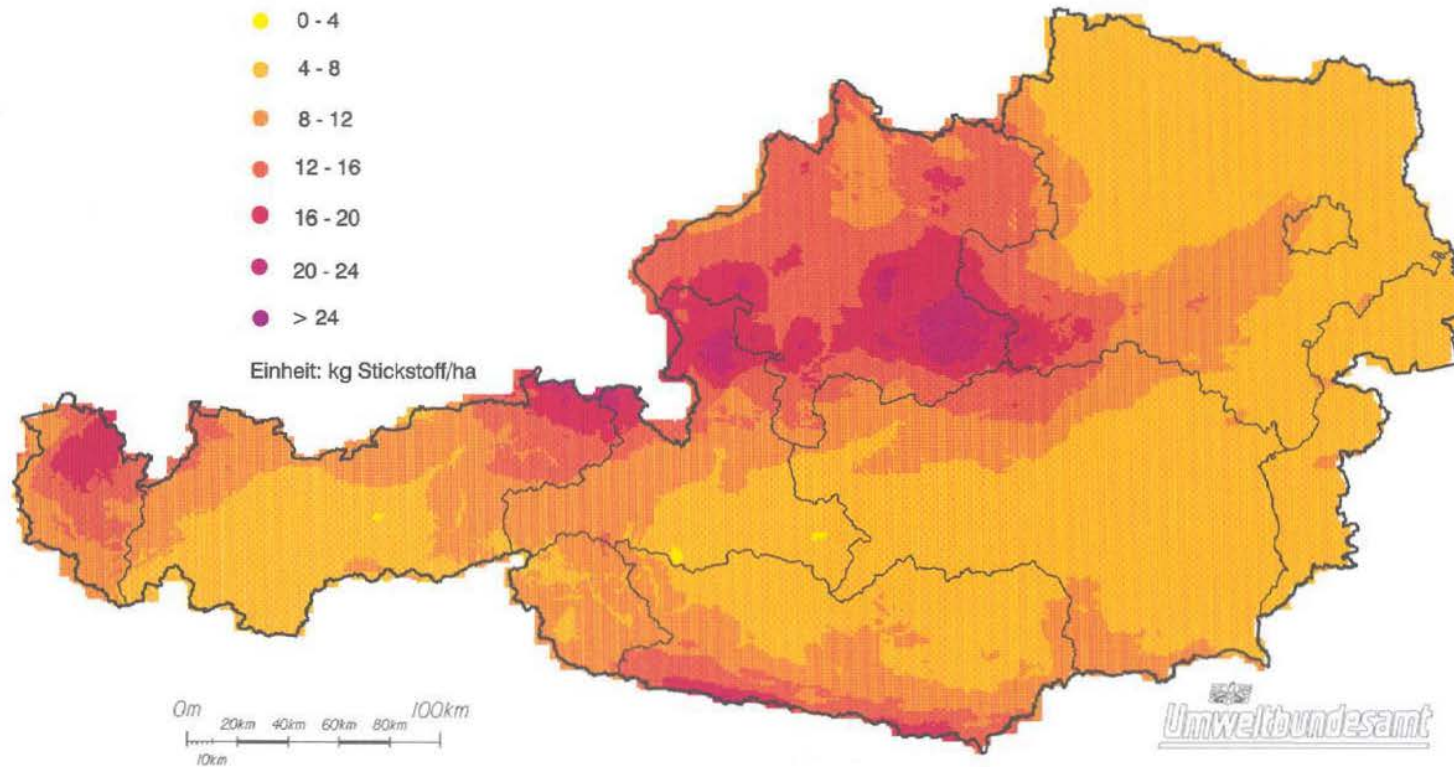 0 - 4
4 - 8
8 - 12
12 - 16
16 - 20
20 - 24
> 24
Einheit: kg Stickstoff/ha
0m 20km 40km 60km 80km 100km
10km
Umweltbundesamt